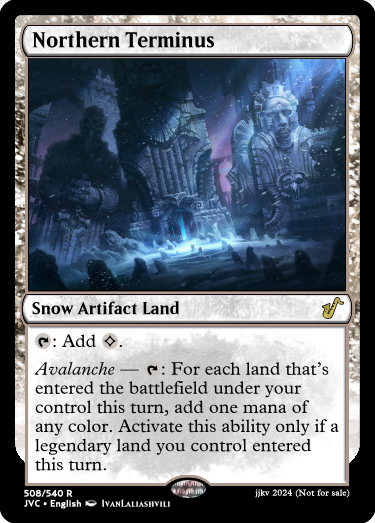 Northern Terminus
Snow Artifact Land
: Add .
Avalanche — : For each land that's
entered the battlefield under your
control this turn, add one mana of
any color. Activate this ability only if a
legendary land you control entered
this turn.
508/540 R
JVC • English IvanLaliashvili
jjkv 2024 (Not for sale)